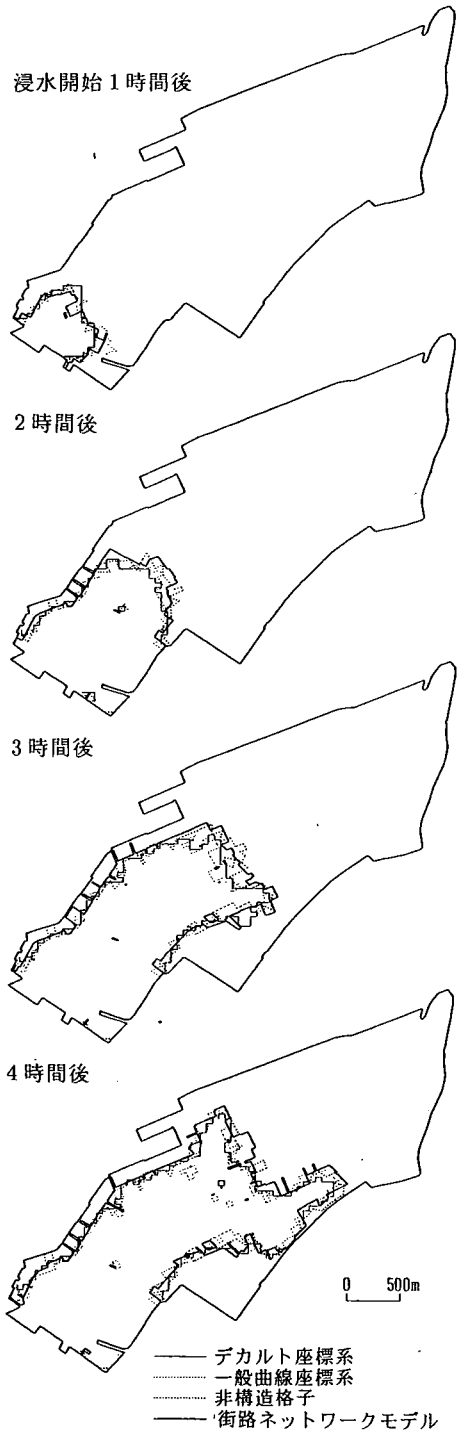 浸水開始1時間後
2時間後
3時間後
4時間後
0 500m
デカルト座標系
一般曲線座標系
非構造格子
街路ネットワークモデル